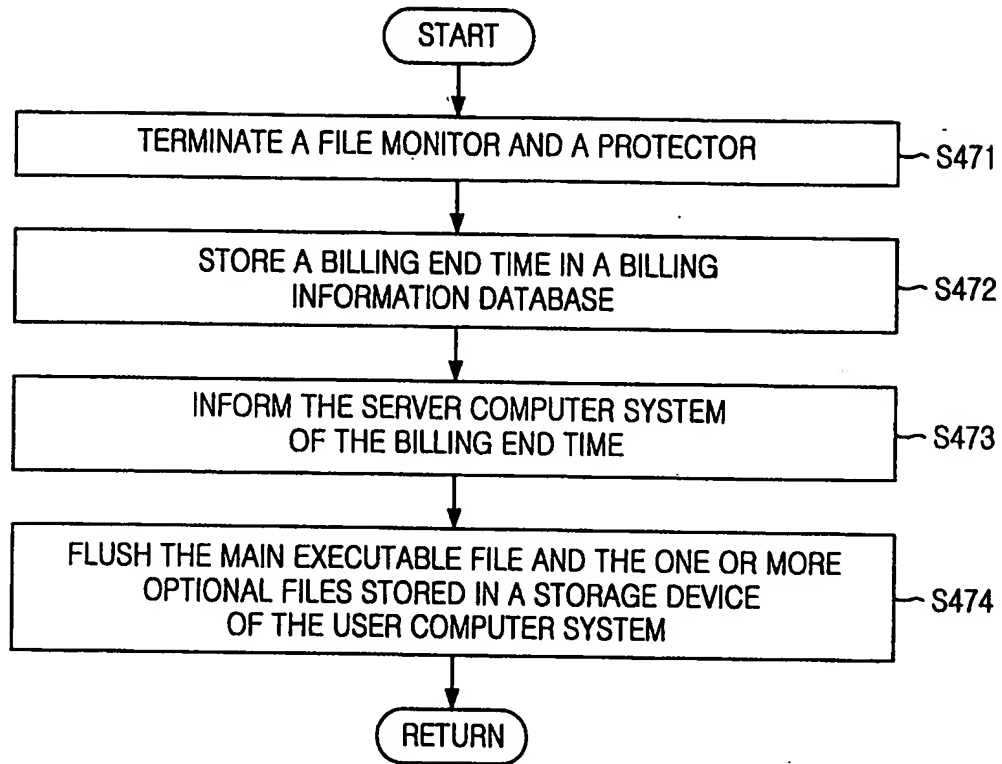 START
TERMINATE A FILE MONITOR AND A PROTECTOR
S471
STORE A BILLING END TIME IN A BILLING
INFORMATION DATABASE
S472
INFORM THE SERVER COMPUTER SYSTEM
OF THE BILLING END TIME
S473
FLUSH THE MAIN EXECUTABLE FILE AND THE ONE OR MORE
OPTIONAL FILES STORED IN A STORAGE DEVICE
OF THE USER COMPUTER SYSTEM
S474
RETURN